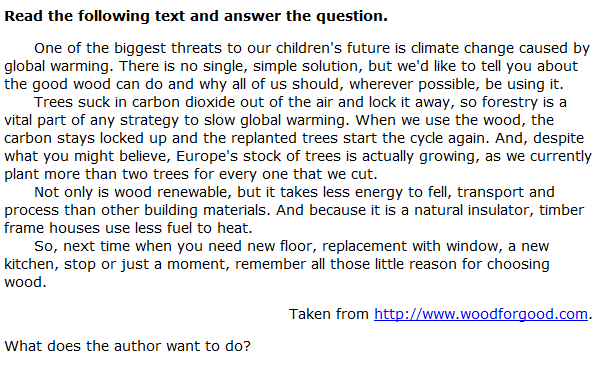 Read the following text and answer the question.
One of the biggest threats to our children's future is climate change caused by
global warming. There is no single, simple solution, but we'd like to tell you about
the good wood can do and why all of us should, wherever possible, be using it.
Trees suck in carbon dioxide out of the air and lock it away, so forestry is a
vital part of any strategy to slow global warming. When we use the wood, the
carbon stays locked up and the replanted trees start the cycle again. And, despite
what you might believe, Europe's stock of trees is actually growing, as we currently
plant more than two trees for every one that we cut.
Not only is wood renewable, but it takes less energy to fell, transport and
process than other building materials. And because it is a natural insulator, timber
frame houses use less fuel to heat.
So, next time when you need new floor, replacement with window, a new
kitchen, stop or just a moment, remember all those little reason for choosing
wood.
Taken from http://www.woodforgood.com.
What does the author want to do?